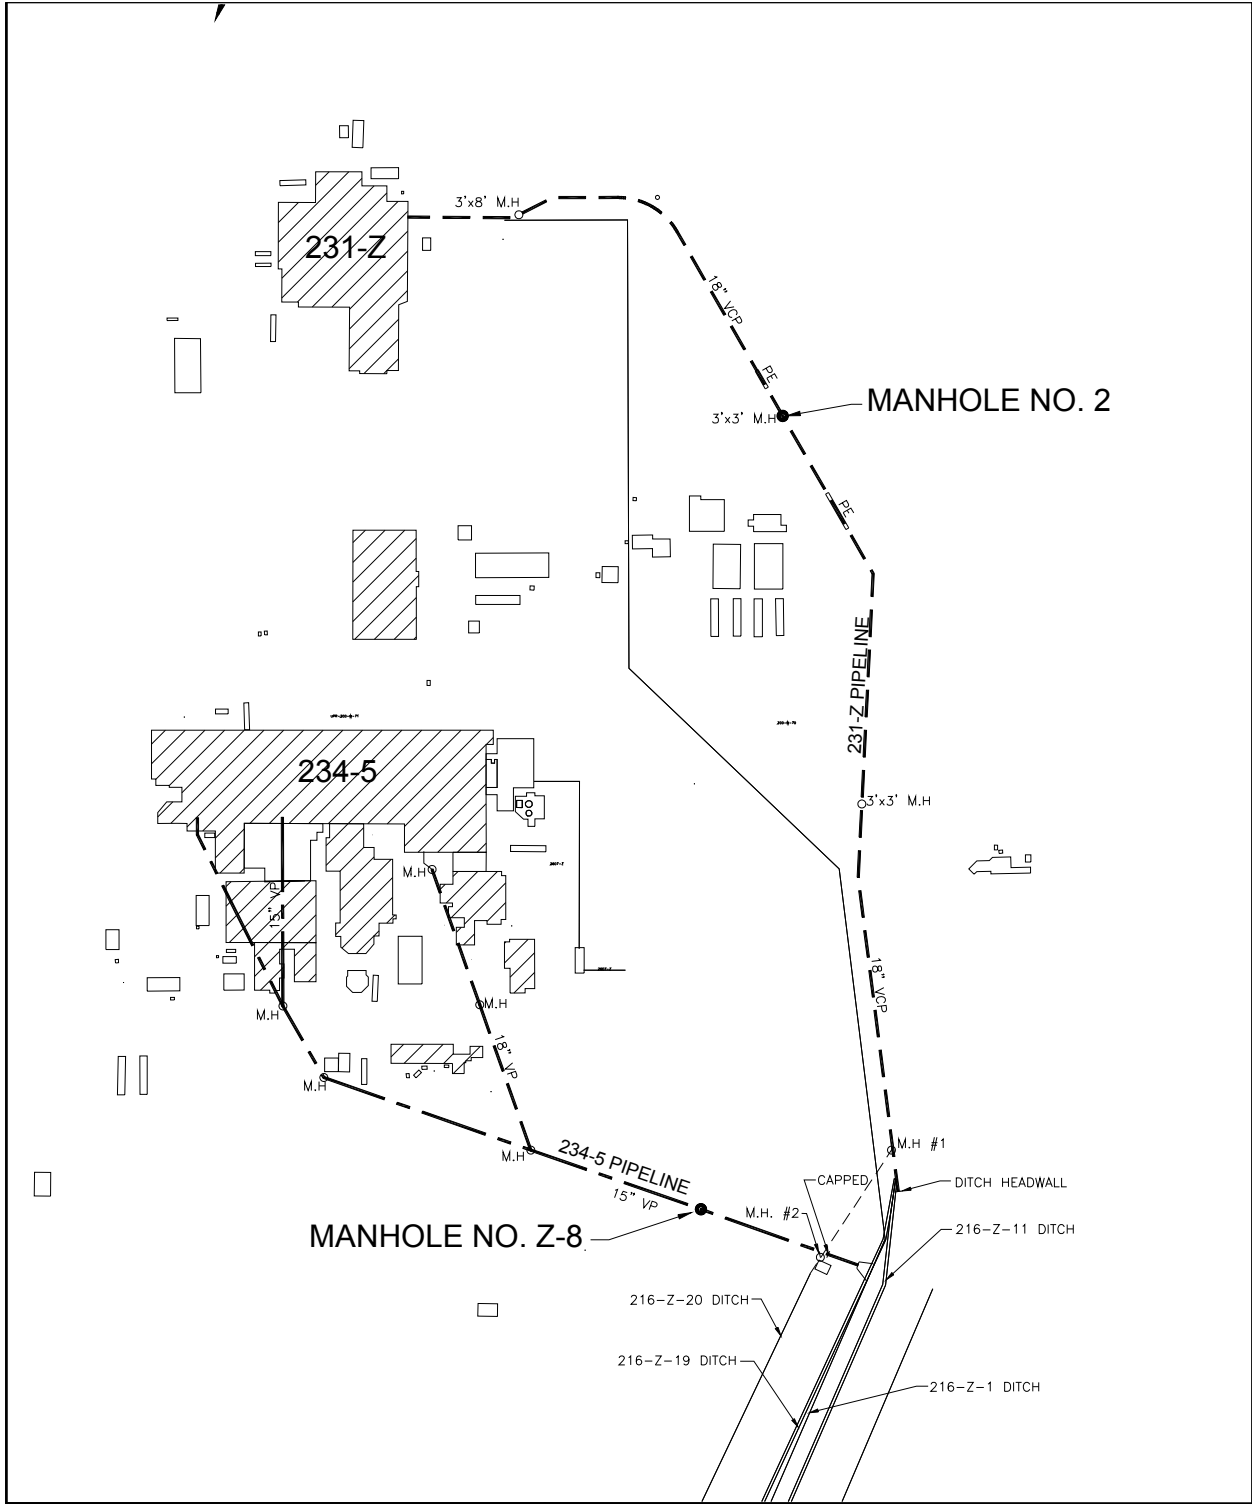 3'x8' M.H
231-Z
18" VCP
PE
MANHOLE NO. 2
3'x3' M.H
PE
231-Z PIPELINE
234-5
3'x3' M.H
M.H
15" VP
18" VCP
M.H
M.H
18" VP
M.H
M.H #1
234-5 PIPELINE
M.H
CAPPED
DITCH HEADWALL
15" VP
M.H. #2
216-Z-11 DITCH
MANHOLE NO. Z-8
216-Z-20 DITCH
216-Z-19 DITCH
216-Z-1 DITCH